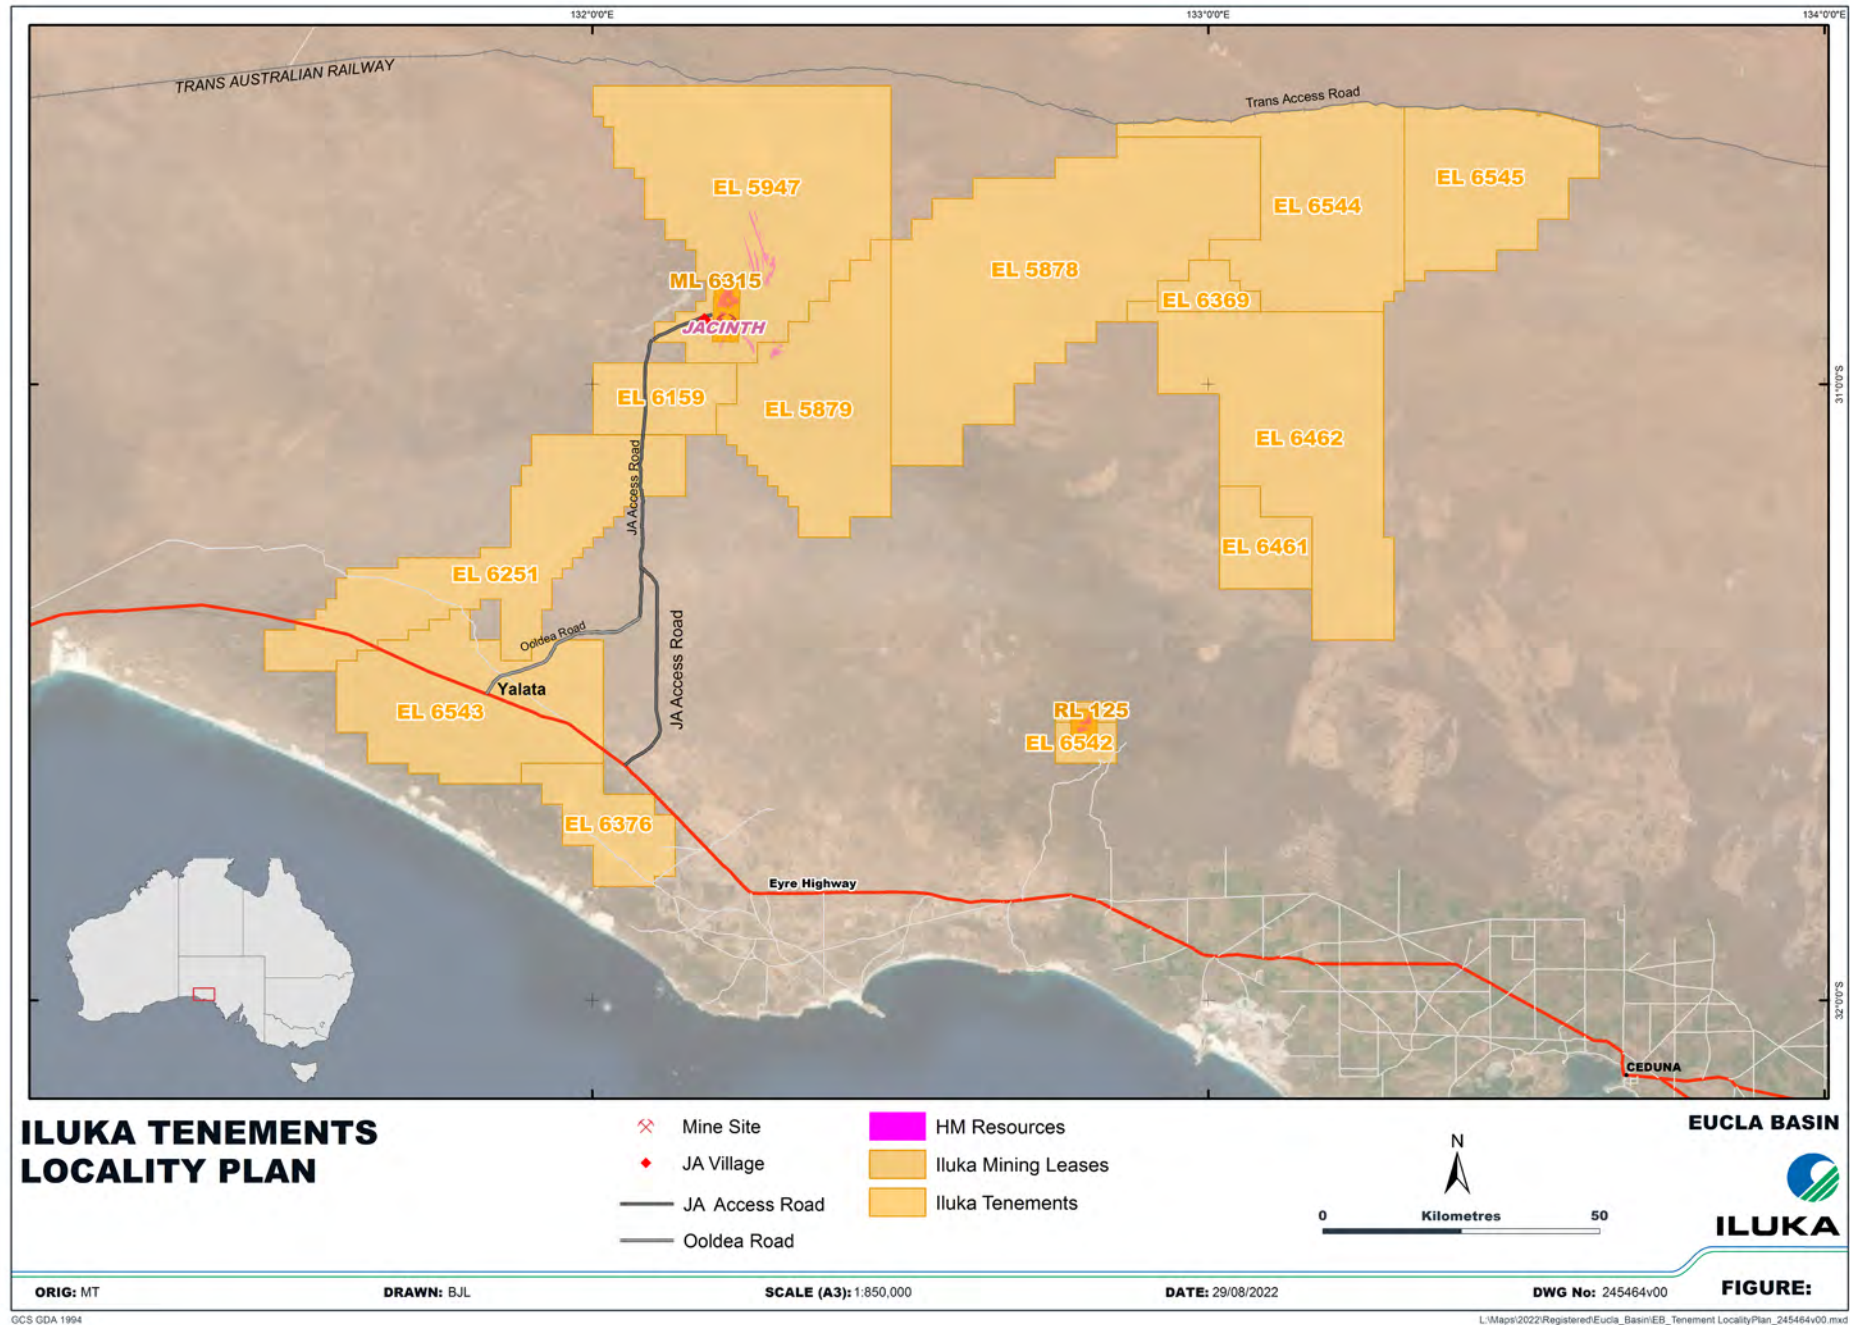 132°0'0"E
133°0'0"E
134°0'0"E
TRANS AUSTRALIAN RAILWAY
Trans Access Road
EL 5947
EL 6545
EL 6544
EL 5878
ML 6315
EL 6369
JACINTH
31°0'0"S
EL 6159
EL 5879
EL 6462
JA Access Road
EL 6461
EL 6251
Ooldea Road
JA Access Road
Yalata
EL 6543
RL 125
EL 6542
EL 6376
Eyre Highway
32°0'0"S
CEDUNA
ILUKA TENEMENTS
LOCALITY PLAN
Mine Site
JA Village
JA Access Road
Ooldea Road
HM Resources
Iluka Mining Leases
Iluka Tenements
N
0 Kilometres 50
EUCLA BASIN
ILUKA
ORIG: MT
DRAWN: BJL
SCALE (A3): 1:850,000
DATE: 29/08/2022
DWG No: 245464v00
FIGURE:
GCS GDA 1994
L:\Maps\2022\Registered\Eucla_Basin\EB_Tenement LocalityPlan_245464v00.mxd